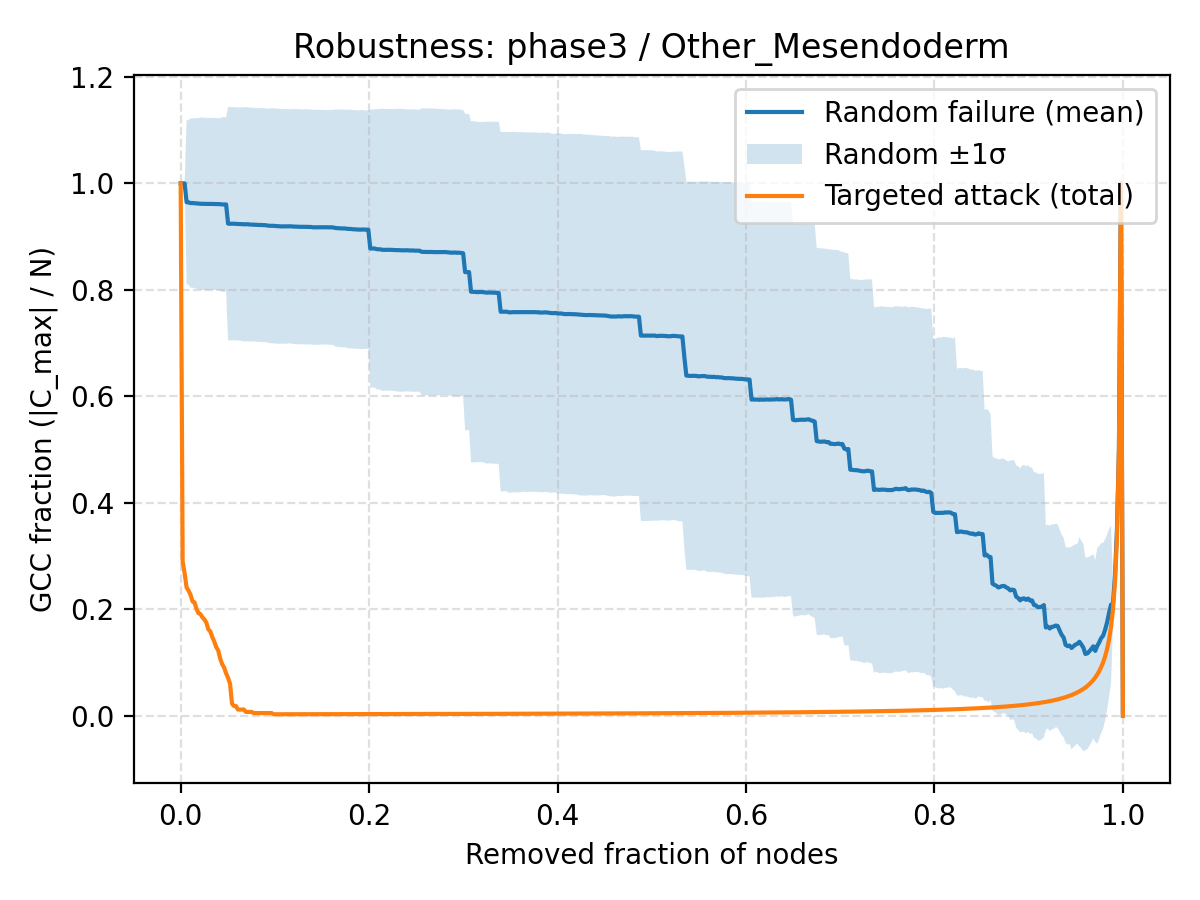 Robustness: phase3 / Other_Mesendoderm
GCC fraction (|C_max| / N)
1.2
1.0
0.8
0.6
0.4
0.2
0.0
Random failure (mean)
Random ±1σ
Targeted attack (total)
0.0 0.2 0.4 0.6 0.8 1.0
Removed fraction of nodes